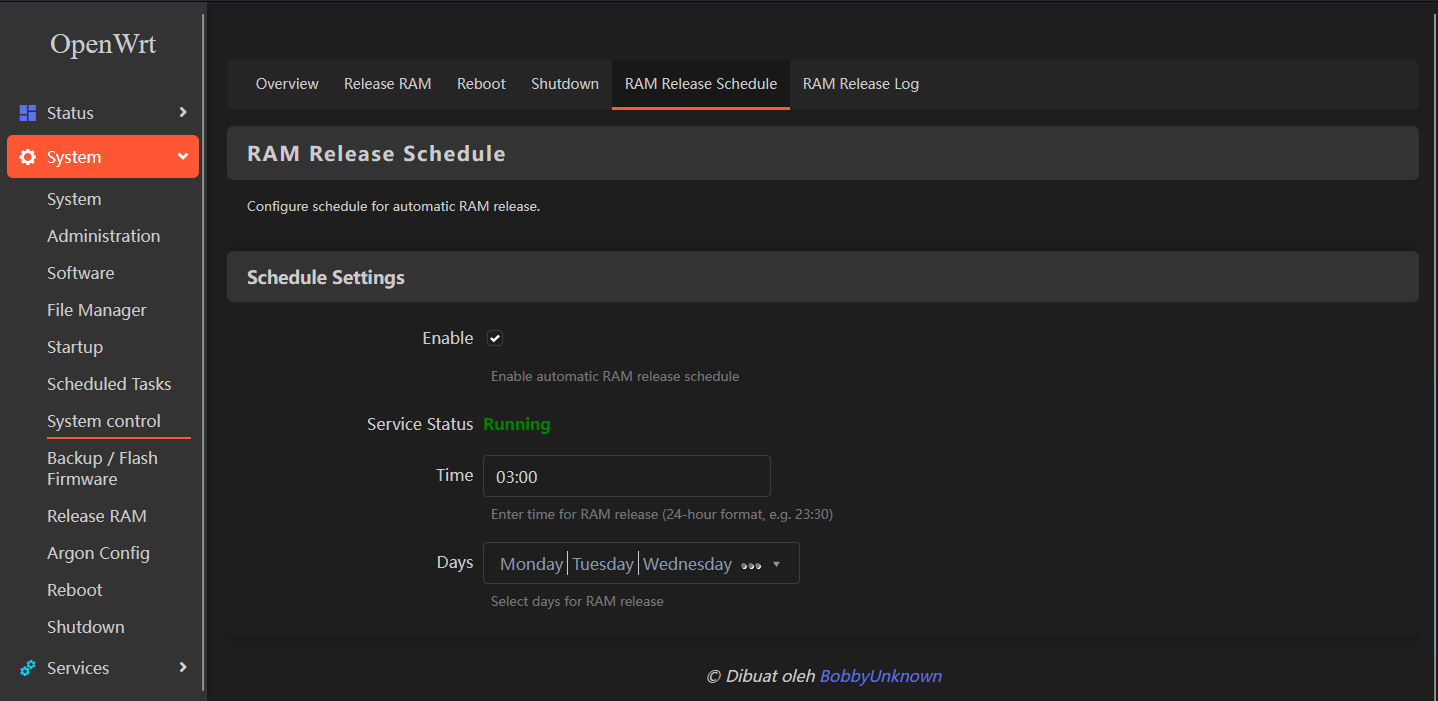 OpenWrt
Status
System
System
Administration
Software
File Manager
Startup
Scheduled Tasks
System control
Backup / Flash
Firmware
Release RAM
Argon Config
Reboot
Shutdown
Services
Overview Release RAM Reboot Shutdown RAM Release Schedule RAM Release Log
RAM Release Schedule
Configure schedule for automatic RAM release.
Schedule Settings
Enable
Enable automatic RAM release schedule
Service Status Running
Time 03:00
Enter time for RAM release (24-hour format, e.g. 23:30)
Days Monday Tuesday Wednesday •••
Select days for RAM release
© Dibuat oleh BobbyUnknown